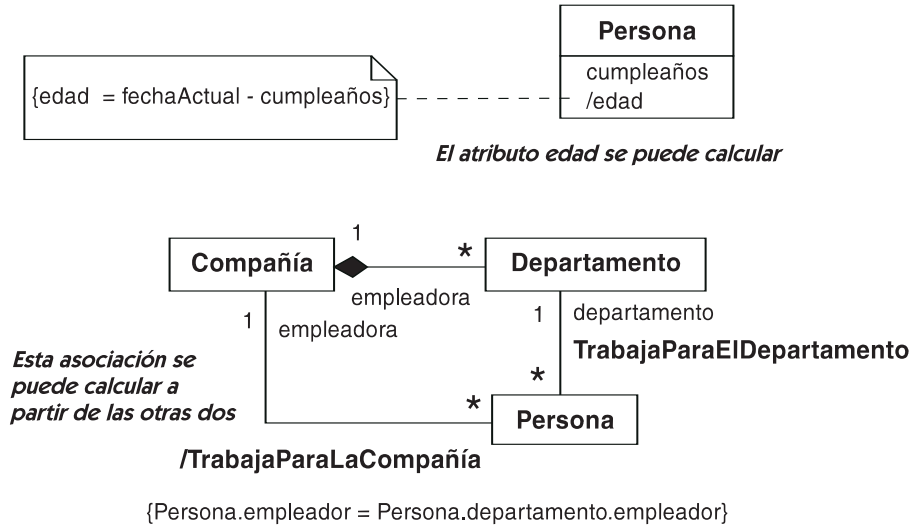 Persona
cumpleaños
/edad
{edad = fechaActual - cumpleaños}
El atributo edad se puede calcular
Compañía
1
*
Departamento
empleadora
1
empleadora
1
departamento
TrabajaParaElDepartamento
Esta asociación se
puede calcular a
partir de las otras dos
*
*
Persona
/TrabajaParaLaCompañía
{Persona.empleador = Persona.departamento.empleador}